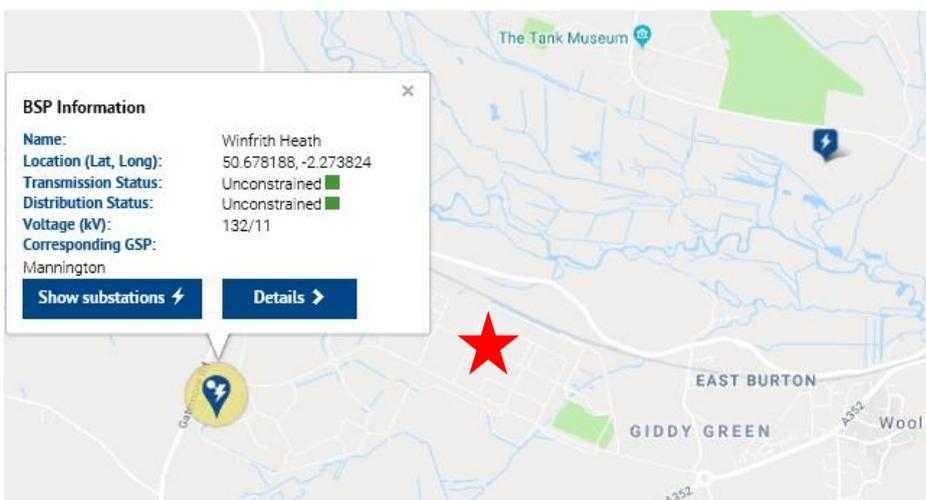 The Tank Museum
BSP Information
×
Name: Winfrith Heath
Location (Lat, Long): 50.678188, -2.273824
Transmission Status: Unconstrained
Distribution Status: Unconstrained
Voltage (kV): 132/11
Corresponding GSP:
Mannington
Show substations
Details
EAST BURTON
GIDDY GREEN
A352
Wool
A352